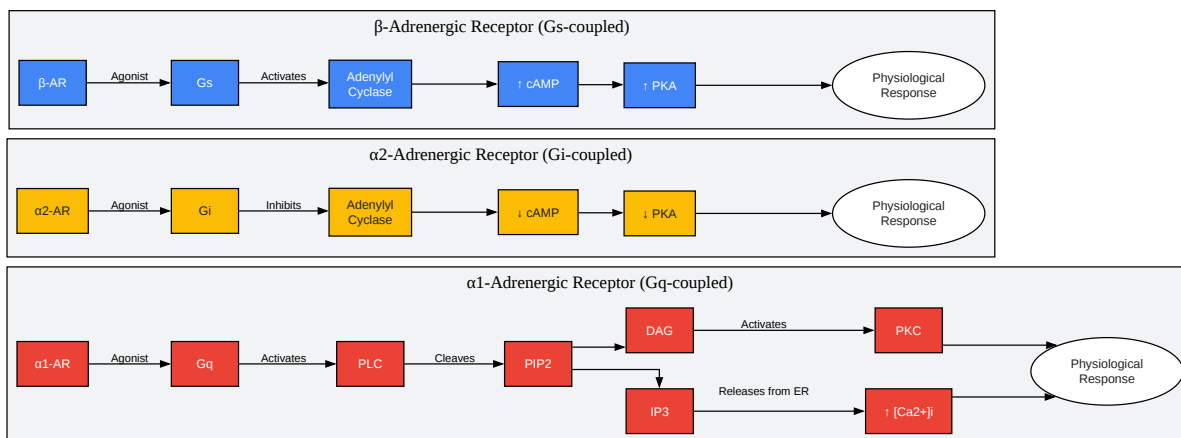 β-Adrenergic Receptor (Gs-coupled)
β-AR
Agonist
Gs
Activates
Adenylyl
Cyclase
↑ cAMP
↑ PKA
Physiological
Response
α2-Adrenergic Receptor (Gi-coupled)
α2-AR
Agonist
Gi
Inhibits
Adenylyl
Cyclase
↓ cAMP
↓ PKA
Physiological
Response
α1-Adrenergic Receptor (Gq-coupled)
α1-AR
Agonist
Gq
Activates
PLC
Cleaves
PIP2
DAG
Activates
PKC
IP3
Releases from ER
↑ [Ca2+]i
Physiological
Response